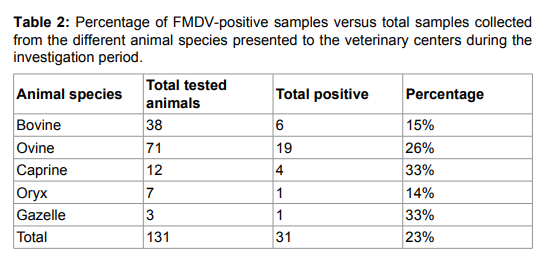 Table 2: Percentage of FMDV-positive samples versus total samples collected
from the different animal species presented to the veterinary centers during the
investigation period.
Animal species Total tested animals Total positive Percentage
Bovine 38 6 15%
Ovine 71 19 26%
Caprine 12 4 33%
Oryx 7 1 14%
Gazelle 3 1 33%
Total 131 31 23%